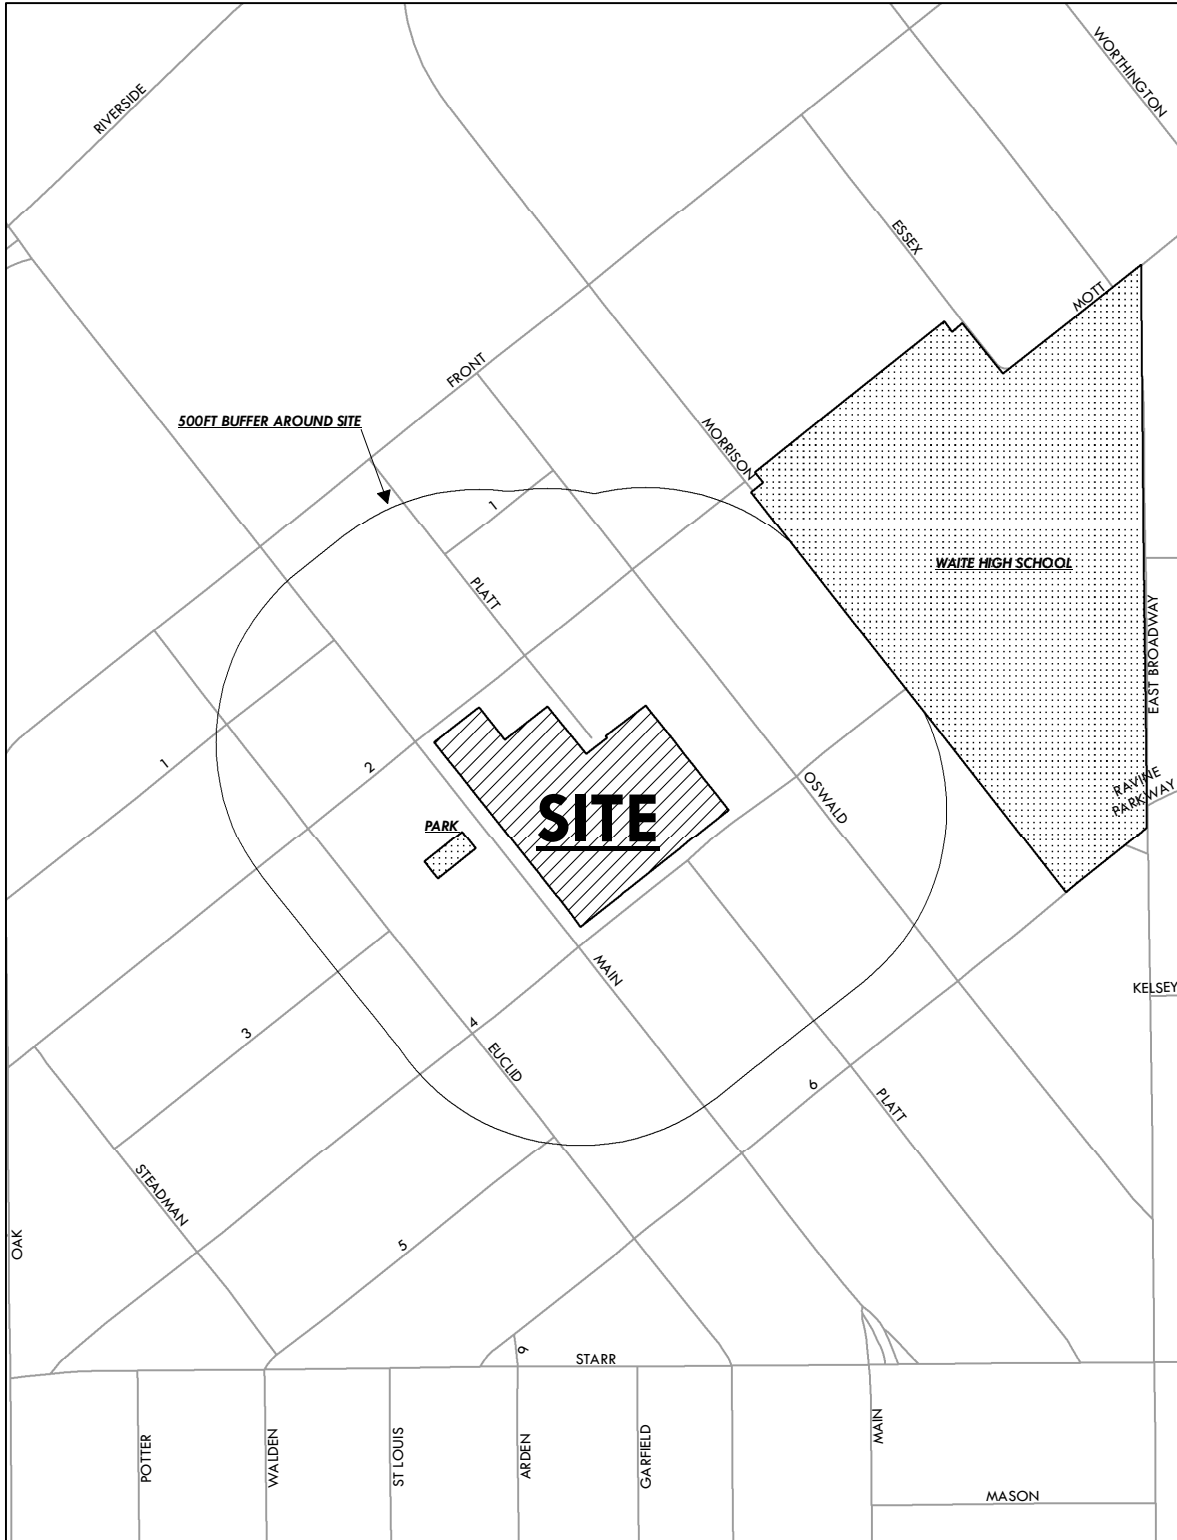 WORTHINGTON
RIVERSIDE
ESSEX
MOTT
FRONT
500FT BUFFER AROUND SITE
MORRISON
1
WAITE HIGH SCHOOL
PLATT
EAST BROADWAY
1
2
RAVINE
PARKWAY
OSWALD
SITE
PARK
MAIN
KELSEY
3
4
EUCLID
6
PLATT
STEADMAN
OAK
5
6
STARR
POTTER
WALDEN
ST LOUIS
ARDEN
GARFIELD
MAIN
MASON